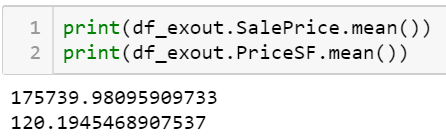 1 print(df_exout.SalePrice.mean())
2 print(df_exout.PriceSF.mean())
175739.98095909733
120.1945468907537